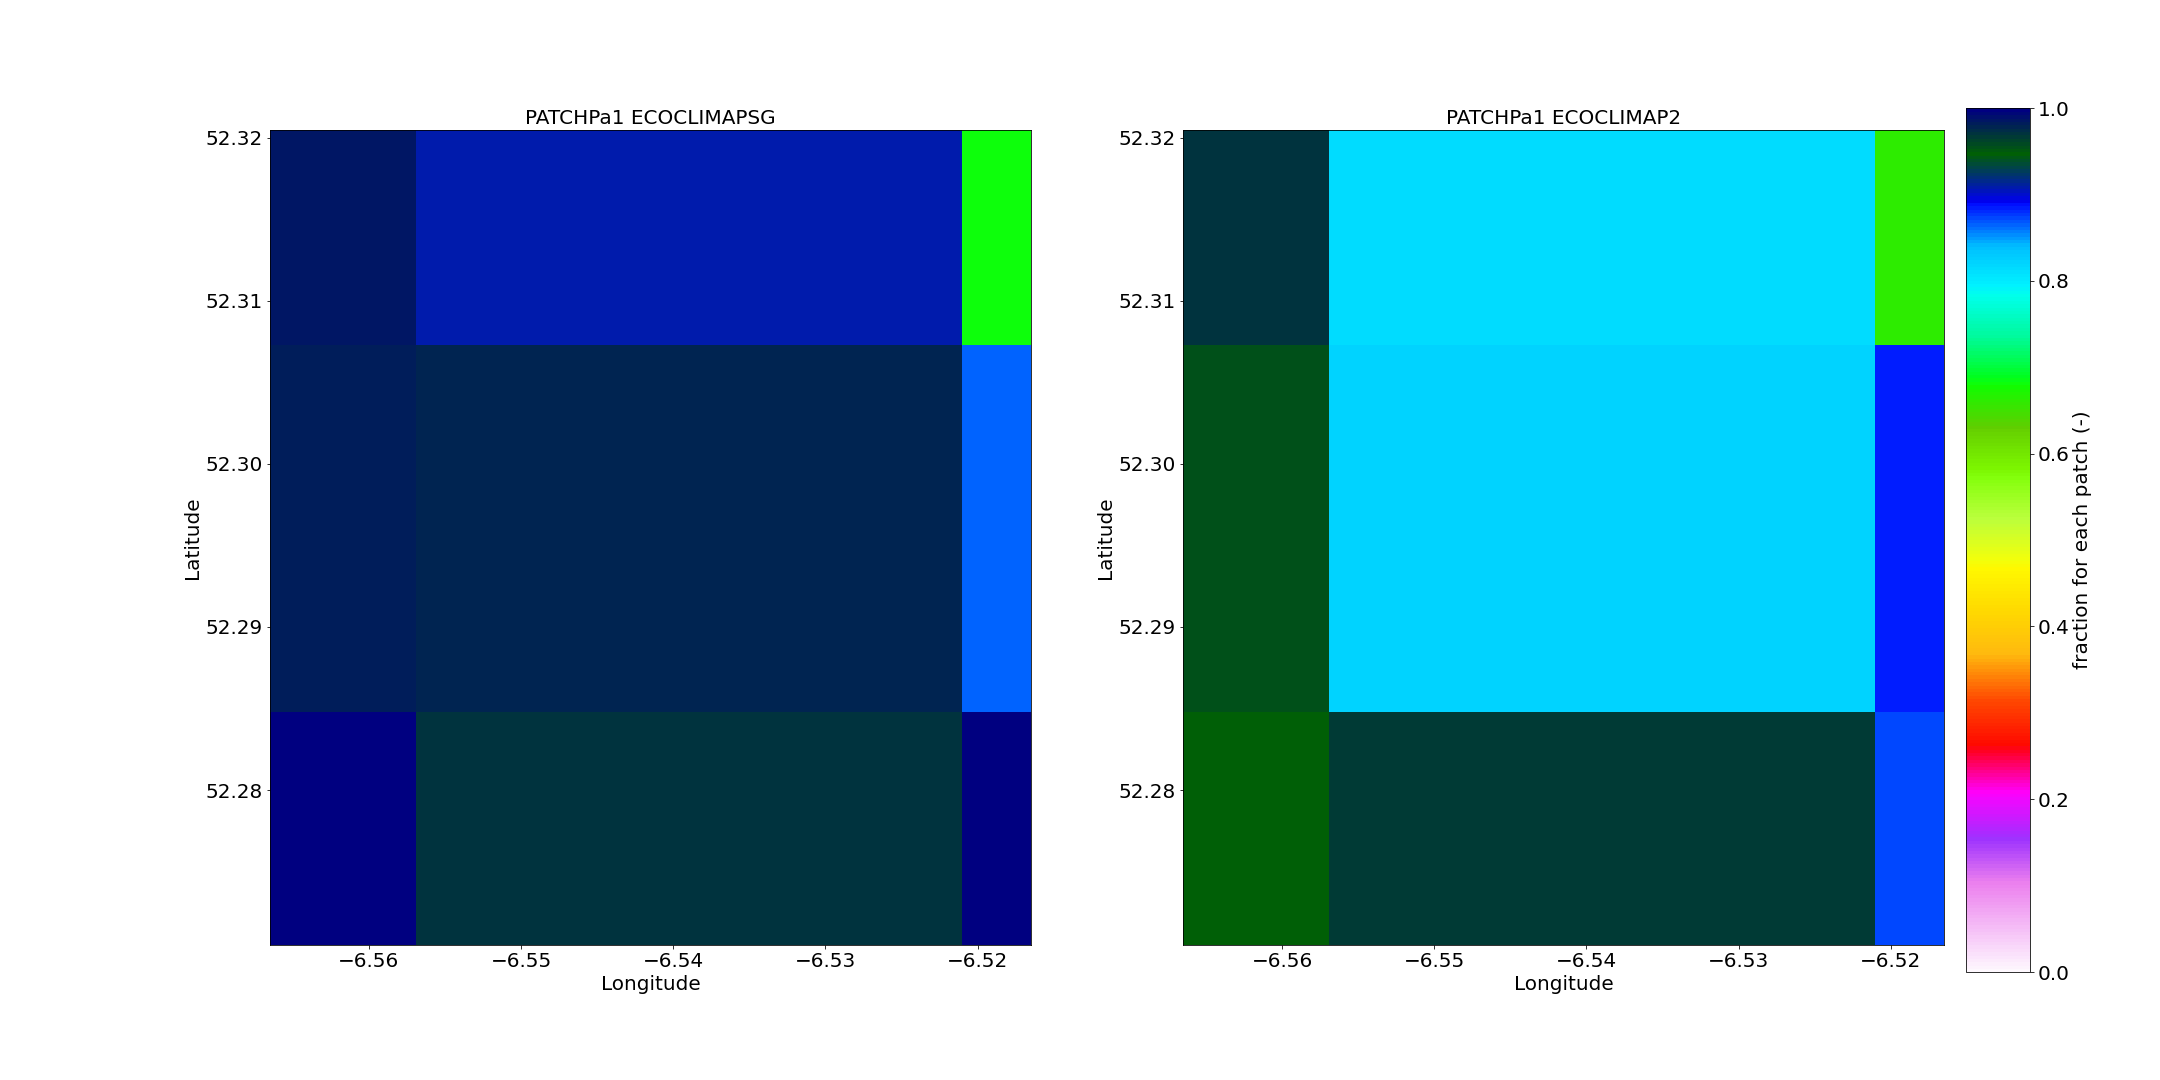 PATCHPa1 ECOCLIMAPSG
52.32
52.31
52.30
52.29
52.28
Latitude
−6.56 −6.55 −6.54 −6.53 −6.52
Longitude
PATCHPa1 ECOCLIMAP2
52.32
52.31
52.30
52.29
52.28
Latitude
−6.56 −6.55 −6.54 −6.53 −6.52
Longitude
1.0
0.8
0.6
0.4
0.2
0.0
fraction for each patch (-)